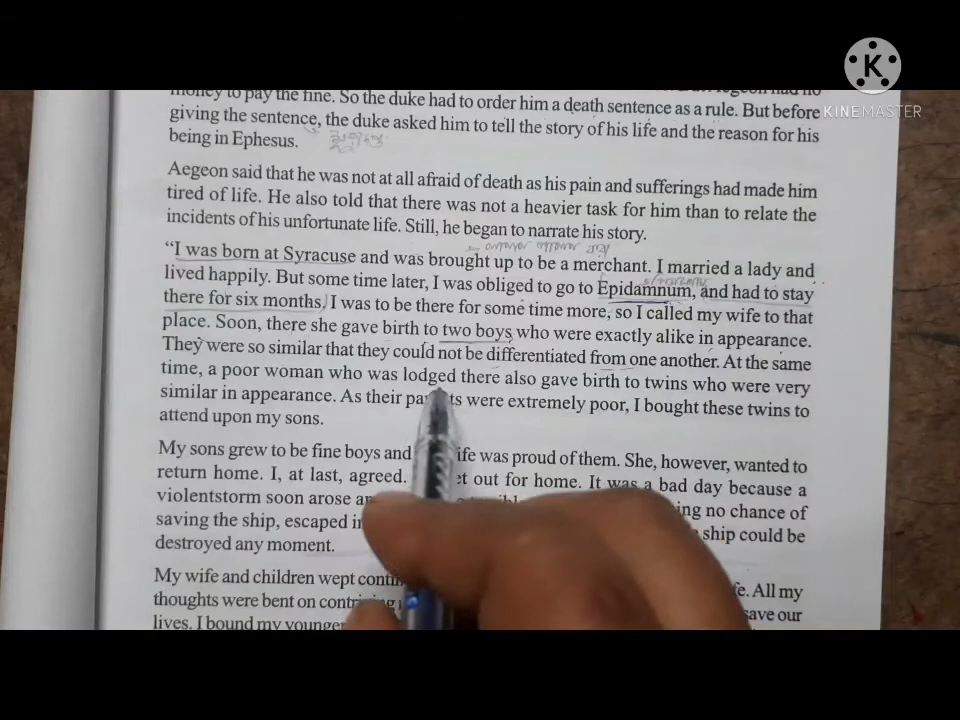 K
KINEMASTER
money to pay the fine. So the duke had to order him a death sentence as a rule. But before
giving the sentence, the duke asked him to tell the story of his life and the reason for his
being in Ephesus.
Aegeon said that he was not at all afraid of death as his pain and sufferings had made him
tired of life. He also told that there was not a heavier task for him than to relate the
incidents of his unfortunate life. Still, he began to narrate his story.
“I was born at Syracuse and was brought up to be a merchant. I married a lady and
lived happily. But some time later, I was obliged to go to Epidamnum, and had to stay
there for six months, I was to be there for some time more, so I called my wife to that
place. Soon, there she gave birth to two boys who were exactly alike in appearance.
They were so similar that they could not be differentiated from one another. At the same
time, a poor woman who was lodged there also gave birth to twins who were very
similar in appearance. As their pa ts were extremely poor, I bought these twins to
attend upon my sons.
My sons grew to be fine boys and ife was proud of them. She, however, wanted to
return home. I, at last, agreed. et out for home. It was a bad day because a
violentstorm soon arose an ing no chance of
saving the ship, escaped in ship could be
destroyed any moment.
My wife and children wept conti fe. All my
thoughts were bent on contriving save our
lives. I bound my younger